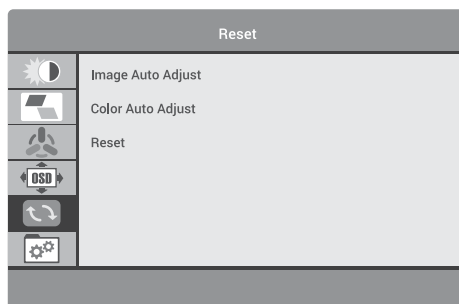 Reset
Image Auto Adjust
Color Auto Adjust
Reset
OSD